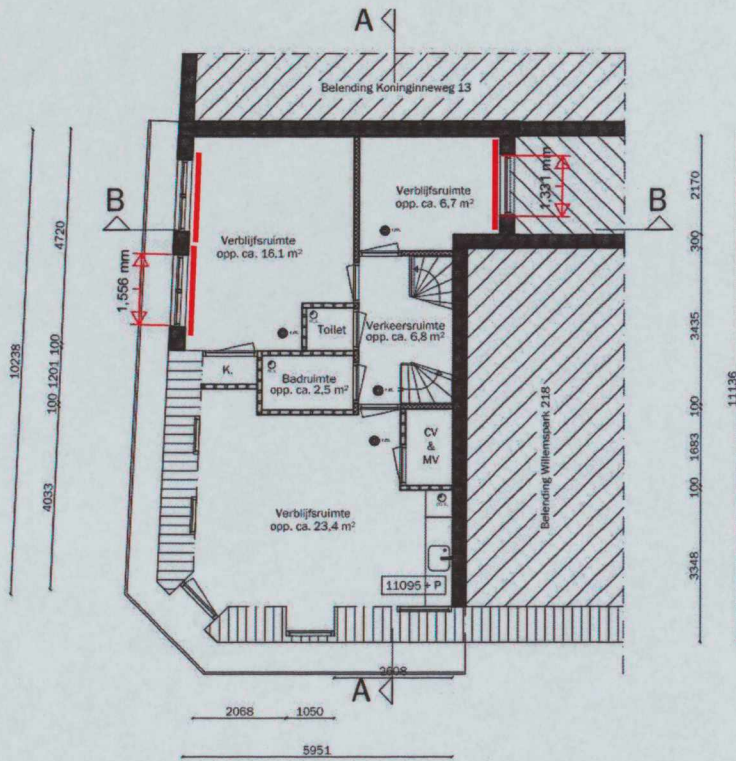 A
Belending Koninginneweg 13
B
B
Verblijfsruimte
opp. ca. 6,7 m²
1,331 mm
2170
300
4720
Verblijfsruimte
opp. ca. 16,1 m²
1,556 mm
Toilet
Verkeersruimte
opp. ca. 6,8 m²
3435
10238
100
1201
100
K.
Badruimte
opp. ca. 2,5 m²
100
11136
CV
&
MV
1683
Belending Willemspark 218
100
4033
Verblijfsruimte
opp. ca. 23,4 m²
3348
11095 + P
2608
A
2068
1050
5951